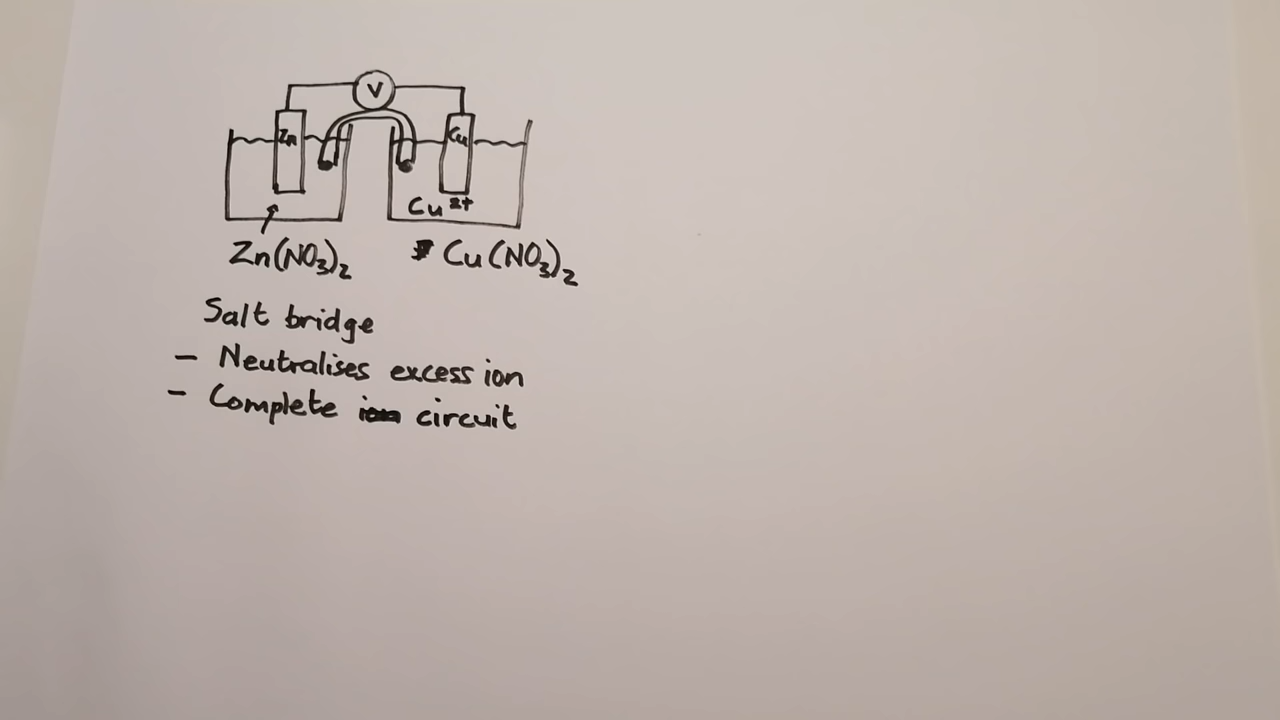 V
Zn
Cu
Cu²⁺
Zn(NO₃)₂
Cu(NO₃)₂
Salt bridge
– Neutralises excess ion
– Complete circuit